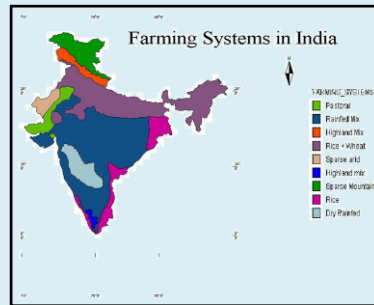 Farming Systems in India
FARMING_SYSTEMS
Pastoral
Rainfed Mix
Highland Mix
Rice - Wheat
Sparse arid
Highland mix
Sparse Mountain
Rice
Dry Rainfed